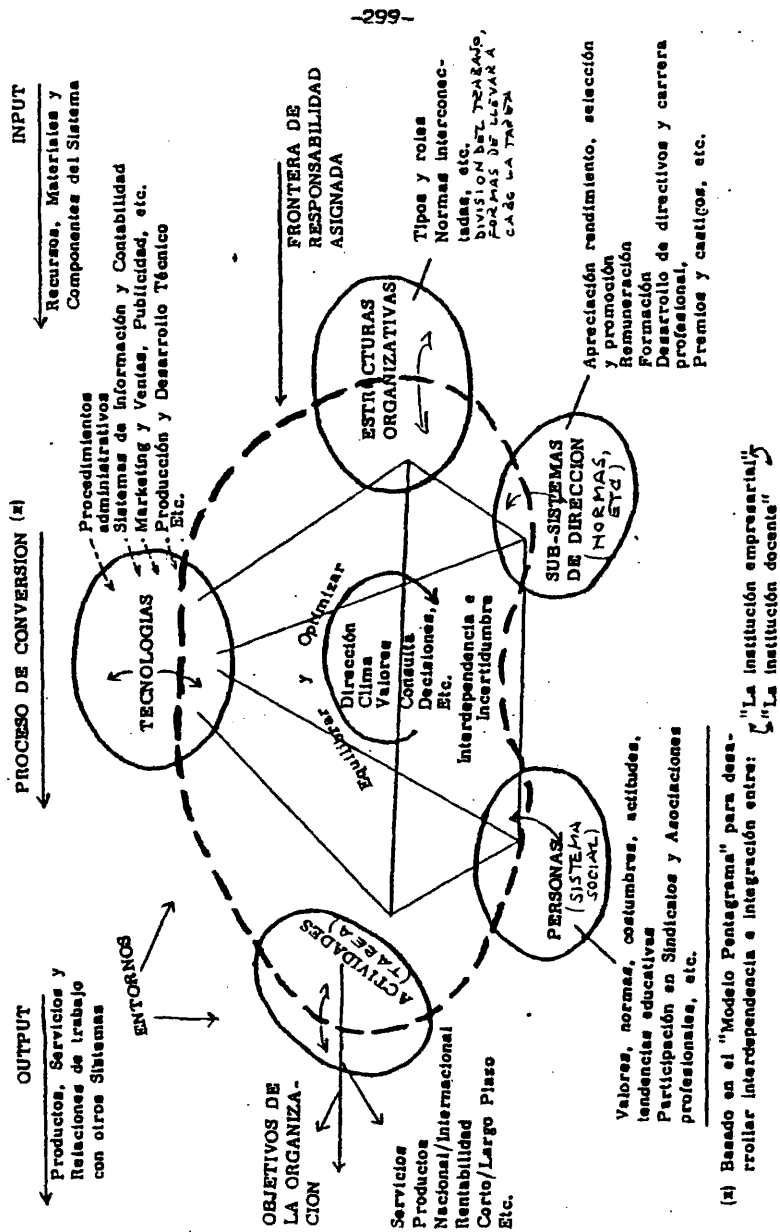 -299-
OUTPUT
Productos, Servicios y
Relaciones de trabajo
con otros Sistemas
PROCESO DE CONVERSION (x)
INPUT
Recursos, Materiales y
Componentes del Sistema
ENTORNOS
TECNOLOGIAS
Procedimientos
administrativos
Sistemas de Información y Contabilidad
Marketing y Ventas, Publicidad, etc.
Producción y Desarrollo Técnico
Etc.
FRONTERA DE
RESPONSABILIDAD
ASIGNADA
OBJETIVOS DE
LA ORGANIZA-
CION
ACTIVIDADES
(TAREA)
Servicios
Productos
Nacional/Internacional
Rentabilidad
Corto/Largo Plazo
Etc.
Equilibrar y Optimizar
Dirección
Clima
Valores
Consulta
Decisiones,
Etc.
Interdependencia e
Incertidumbre
ESTRUCTURAS
ORGANIZATIVAS
Tipos y roles
Normas interconec-
tadas, etc.
DIVISION DEL TRABAJO,
FORMAS DE LLEVAR A
CABO LA TAREA
PERSONAS
(SISTEMA
SOCIAL)
Valores, normas, costumbres, actitudes,
tendencias educativas
Participación en Sindicatos y Asociaciones
profesionales, etc.
SUB-SISTEMAS
DE DIRECCION
(NORMAS,
ETC)
Apreciación rendimiento, selección
y promoción
Remuneración
Formación
Desarrollo de directivos y carrera
profesional,
Premios y castigos, etc.
(x) Basado en el "Modelo Pentagrama" para desa-
rrollar interdependencia e integración entre: "La institución empresarial"
"La institución docente"